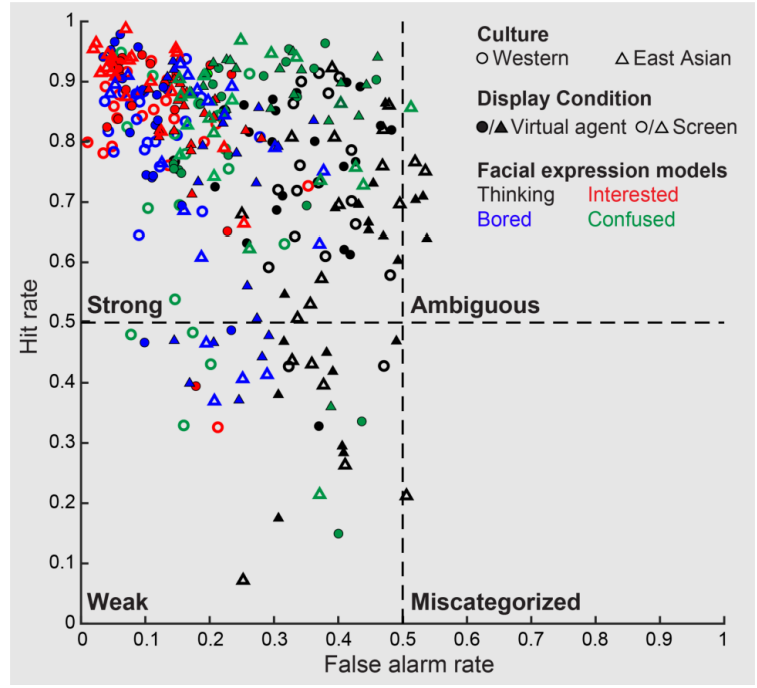 Culture
Western East Asian
Display Condition
/ Virtual agent / Screen
Facial expression models
Thinking Interested
Bored Confused
Hit rate
1
0.9
0.8
0.7
0.6
0.5
0.4
0.3
0.2
0.1
0
Strong Ambiguous
Weak Miscategorized
0 0.1 0.2 0.3 0.4 0.5 0.6 0.7 0.8 0.9 1
False alarm rate